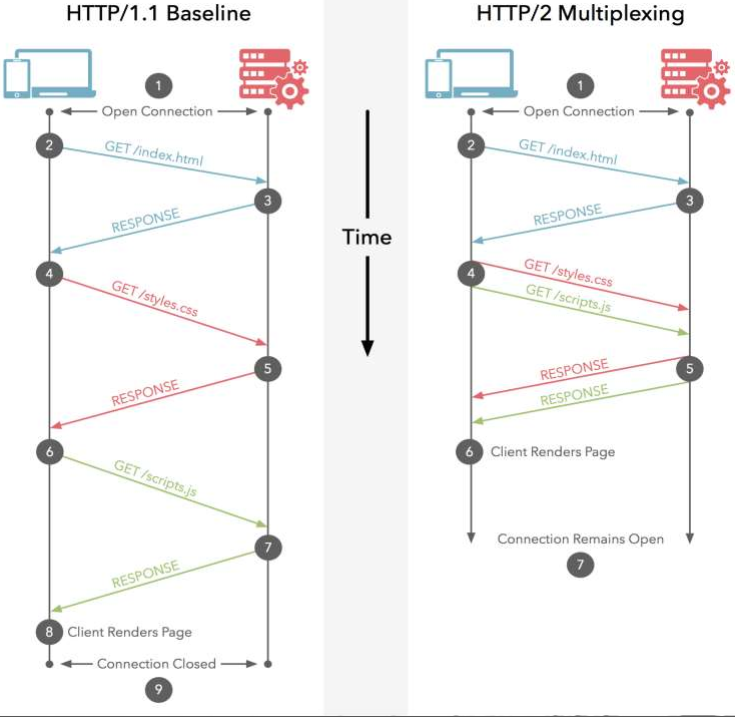 HTTP/1.1 Baseline
1
Open Connection
2
GET /index.html
3
RESPONSE
4
GET /styles.css
5
RESPONSE
6
GET /scripts.js
7
RESPONSE
8 Client Renders Page
Connection Closed
9
Time
HTTP/2 Multiplexing
1
Open Connection
2
GET /index.html
3
RESPONSE
4
GET /styles.css
GET /scripts.js
5
RESPONSE
RESPONSE
6 Client Renders Page
Connection Remains Open
7